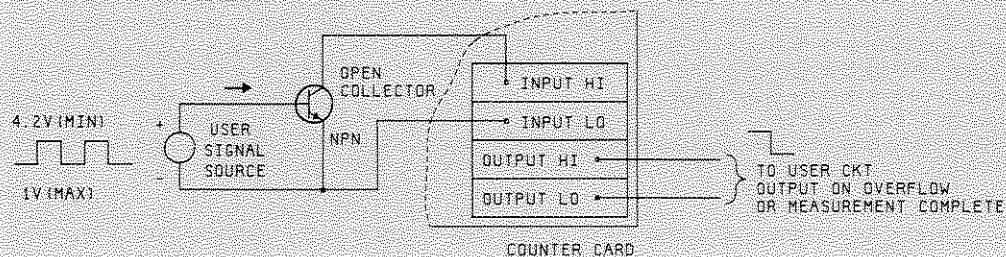 OPEN
COLLECTOR
INPUT HI
4.2V(MIN)
+
USER
SIGNAL
SOURCE
-
NPN
INPUT LO
1V(MAX)
OUTPUT HI
OUTPUT LO
TO USER CKT
OUTPUT ON OVERFLOW
OR MEASUREMENT COMPLETE
COUNTER CARD